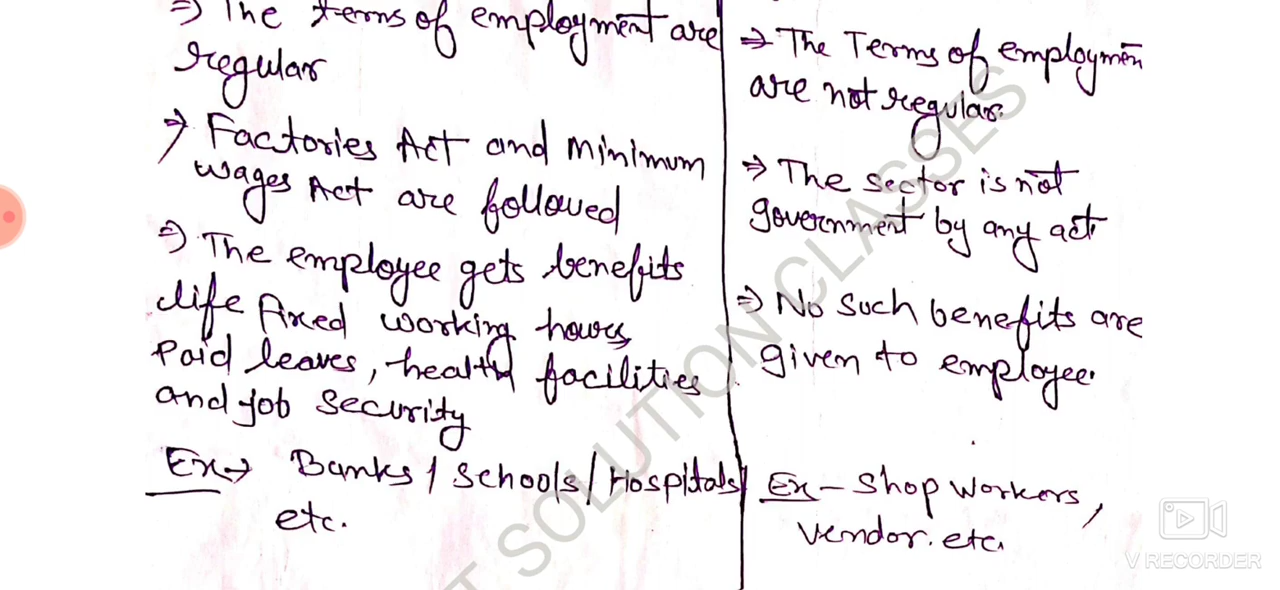 ⇒ The terms of employment are
regular
⇒ Factories Act and minimum
wages Act are followed
⇒ The employee gets benefits
life fixed working hours,
Paid leaves, health facilities
and job security
Ex → Banks / Schools / Hospitals
etc.
⇒ The Terms of employmen
are not regular.
⇒ The sector is not
government by any act.
⇒ No such benefits are
given to employee.
Ex – Shop workers,
Vendor. etc.
T SOLUTION CLASSES
V RECORDER